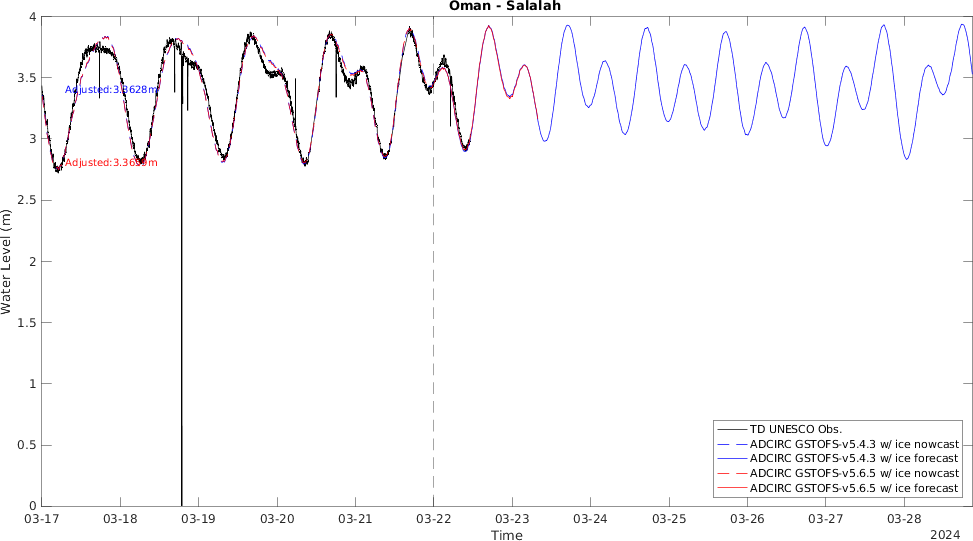 Oman - Salalah
4
3.5
3
2.5
2
1.5
1
0.5
0
Water Level (m)
Adjusted:3.3628m
Adjusted:3.3699m
TD UNESCO Obs.
ADCIRC GSTOFS-v5.4.3 w/ ice nowcast
ADCIRC GSTOFS-v5.4.3 w/ ice forecast
ADCIRC GSTOFS-v5.6.5 w/ ice nowcast
ADCIRC GSTOFS-v5.6.5 w/ ice forecast
03-17 03-18 03-19 03-20 03-21 03-22 03-23 03-24 03-25 03-26 03-27 03-28
Time
2024